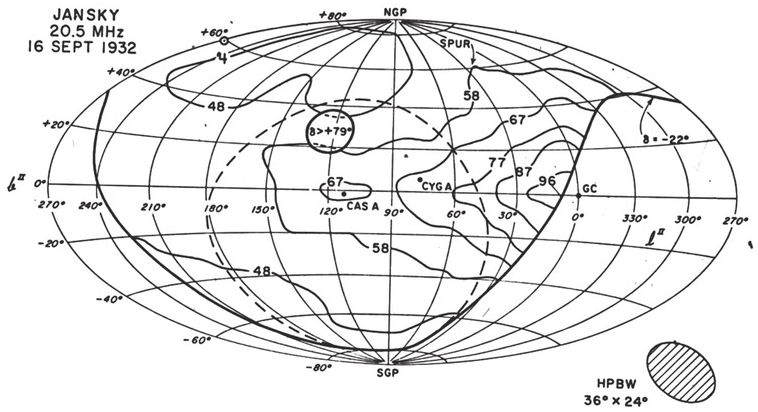 JANSKY
20.5 MHz
16 SEPT 1932
NGP
+80°
+60°
SPUR
+40°
48
58
67
+20°
δ>+79°
δ=-22°
77
87
96
67
CYG A
GC
b^II 0°
CAS A
270° 240° 210° 180° 150° 120° 90° 60° 30° 0° 330° 300° 270°
l^II
-20°
58
48
-40°
-60°
-80°
SGP
HPBW
36° × 24°